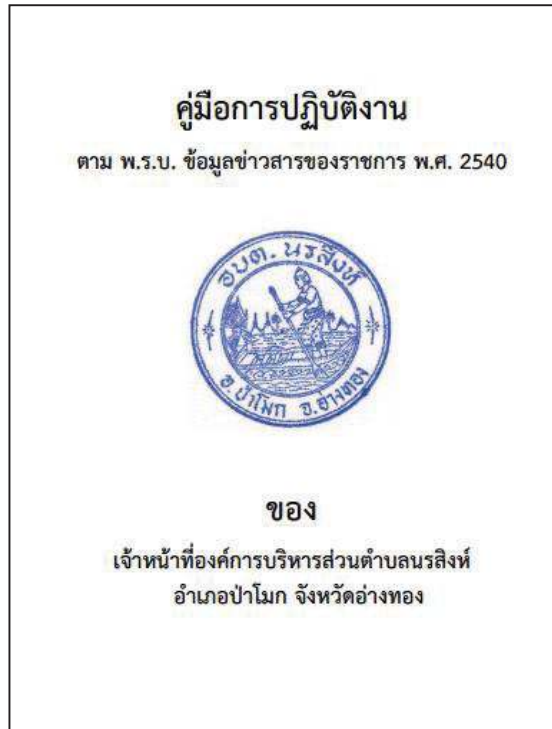 คู่มือการปฏิบัติงาน
ตาม พ.ร.บ. ข้อมูลข่าวสารของราชการ พ.ศ. 2540
อบต. นรสิงห์
อ.ป่าโมก จ.อ่างทอง
ของ
เจ้าหน้าที่องค์การบริหารส่วนตำบลนรสิงห์
อำเภอป่าโมก จังหวัดอ่างทอง